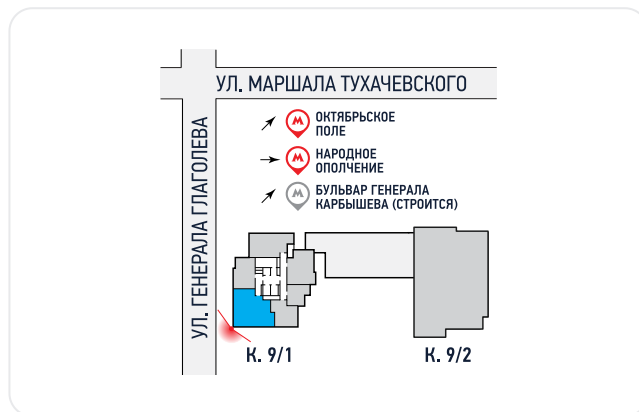 УЛ. МАРШАЛА ТУХАЧЕВСКОГО
УЛ. ГЕНЕРАЛА ГЛАГОЛЕВА
М ОКТЯБРЬСКОЕ
ПОЛЕ
М НАРОДНОЕ
ОПОЛЧЕНИЕ
М БУЛЬВАР ГЕНЕРАЛА
КАРБЫШЕВА (СТРОИТСЯ)
К. 9/1
К. 9/2